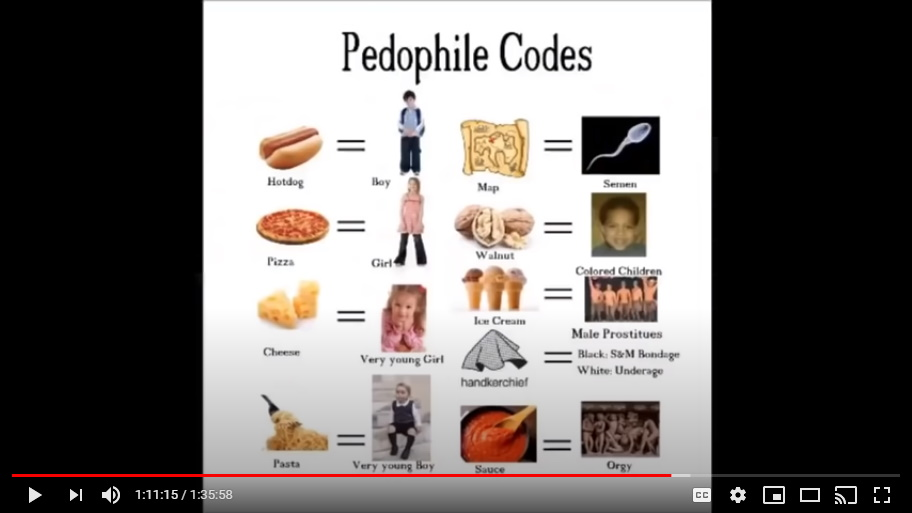 Pedophile Codes
Hotdog
Boy
Map
Semen
Pizza
Girl
Walnut
Colored Children
Cheese
Very young Girl
Ice Cream
Male Prostitues
handkerchief
Black: S&M Bondage
White: Underage
Pasta
Very young Boy
Sauce
Orgy
1:11:15 / 1:35:58
CC